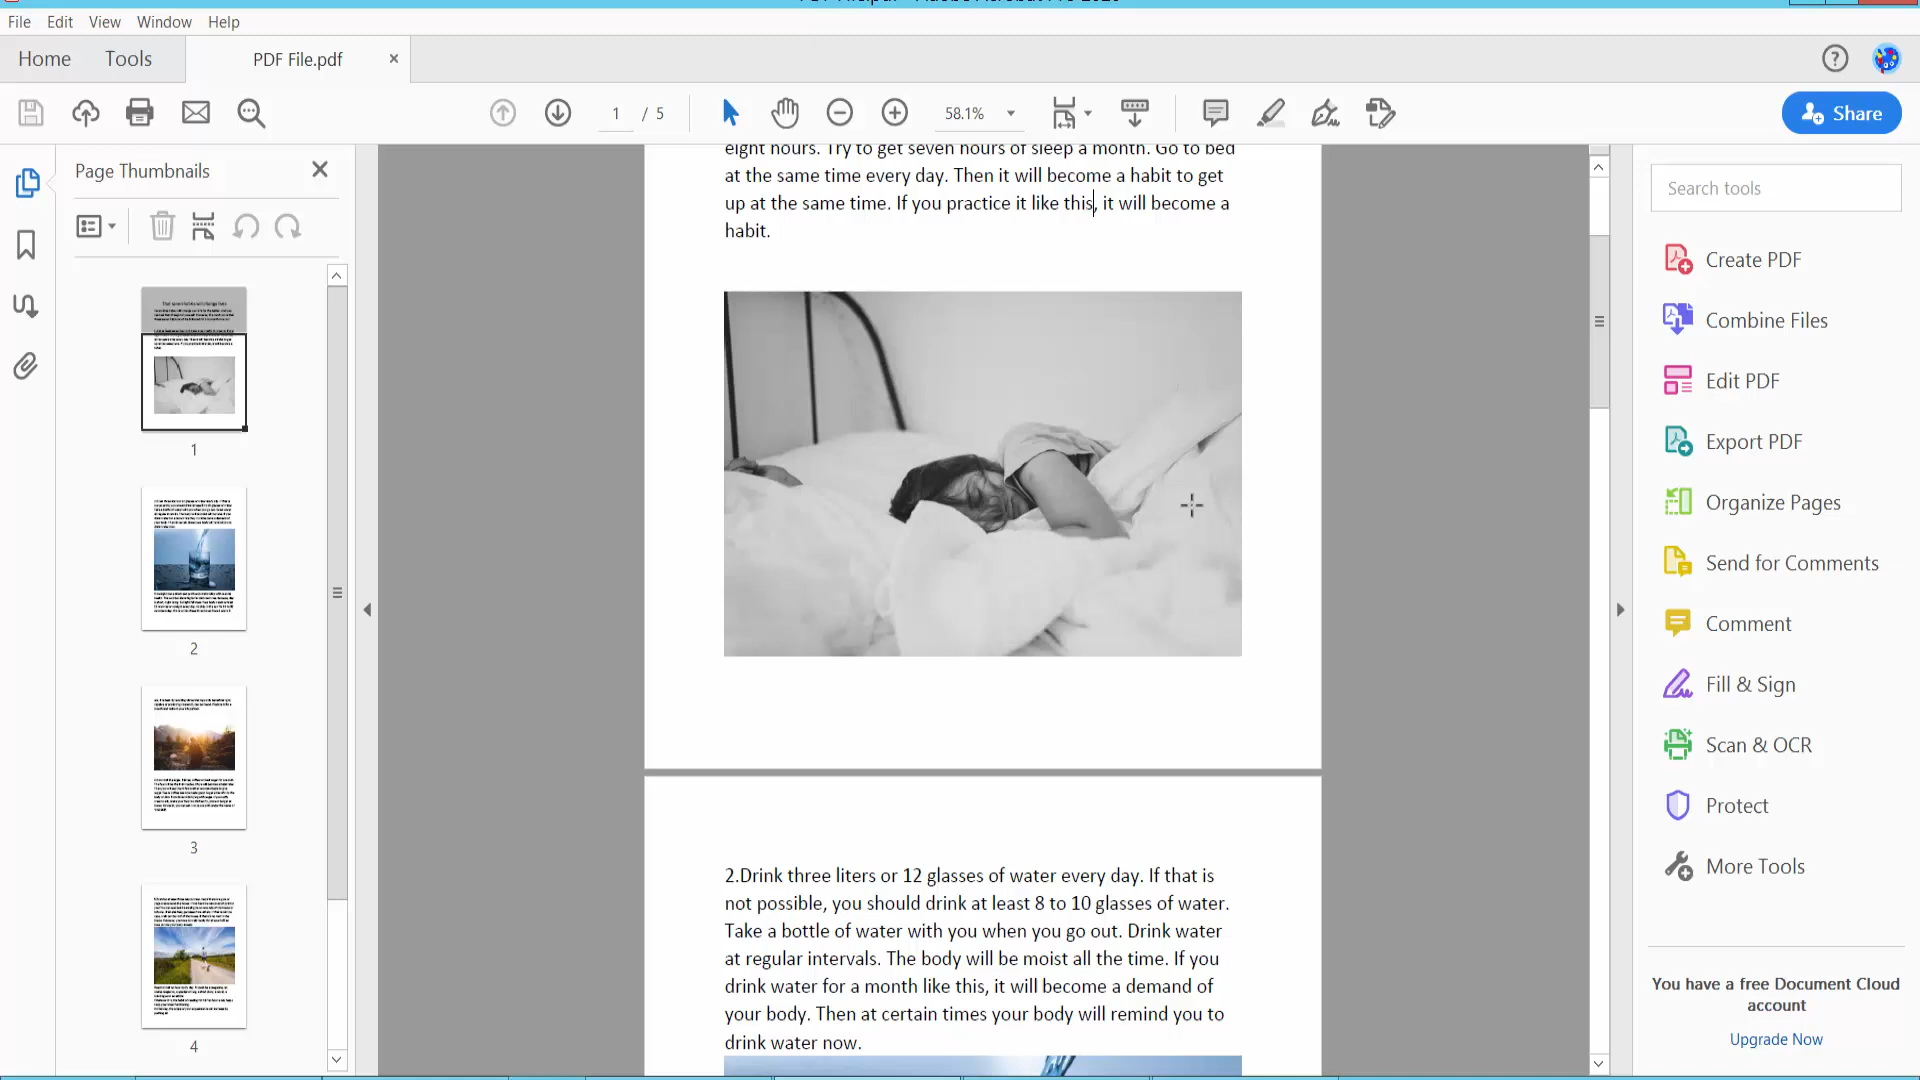 File Edit View Window Help
Home Tools PDF File.pdf
1 / 5 58.1% Share
Page Thumbnails
1
2
3
4
eight hours. Try to get seven hours of sleep a month. Go to bed
at the same time every day. Then it will become a habit to get
up at the same time. If you practice it like this, it will become a
habit.
2.Drink three liters or 12 glasses of water every day. If that is
not possible, you should drink at least 8 to 10 glasses of water.
Take a bottle of water with you when you go out. Drink water
at regular intervals. The body will be moist all the time. If you
drink water for a month like this, it will become a demand of
your body. Then at certain times your body will remind you to
drink water now.
Search tools
Create PDF
Combine Files
Edit PDF
Export PDF
Organize Pages
Send for Comments
Comment
Fill & Sign
Scan & OCR
Protect
More Tools
You have a free Document Cloud
account
Upgrade Now